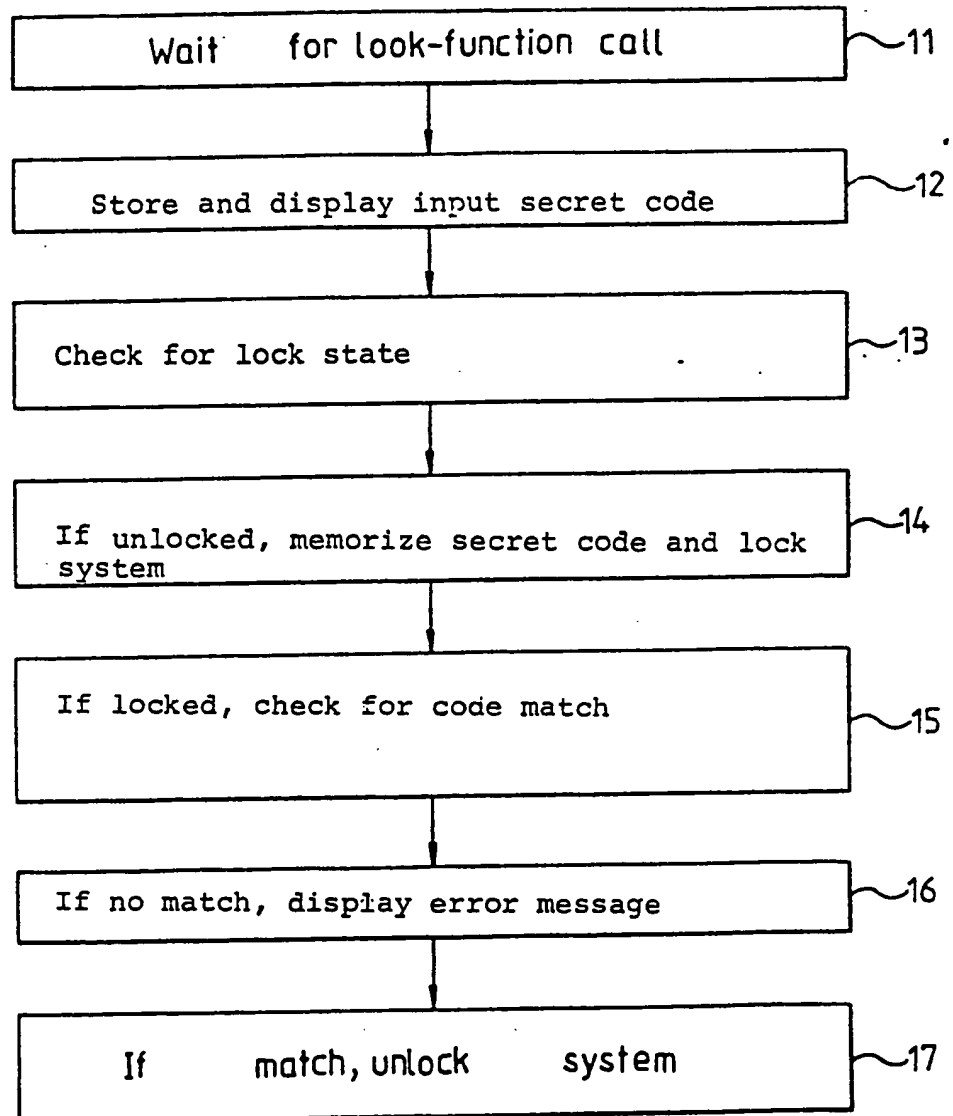 Wait for look-function call
11
Store and display input secret code
12
Check for lock state
13
If unlocked, memorize secret code and lock
system
14
If locked, check for code match
15
If no match, display error message
16
If match, unlock system
17